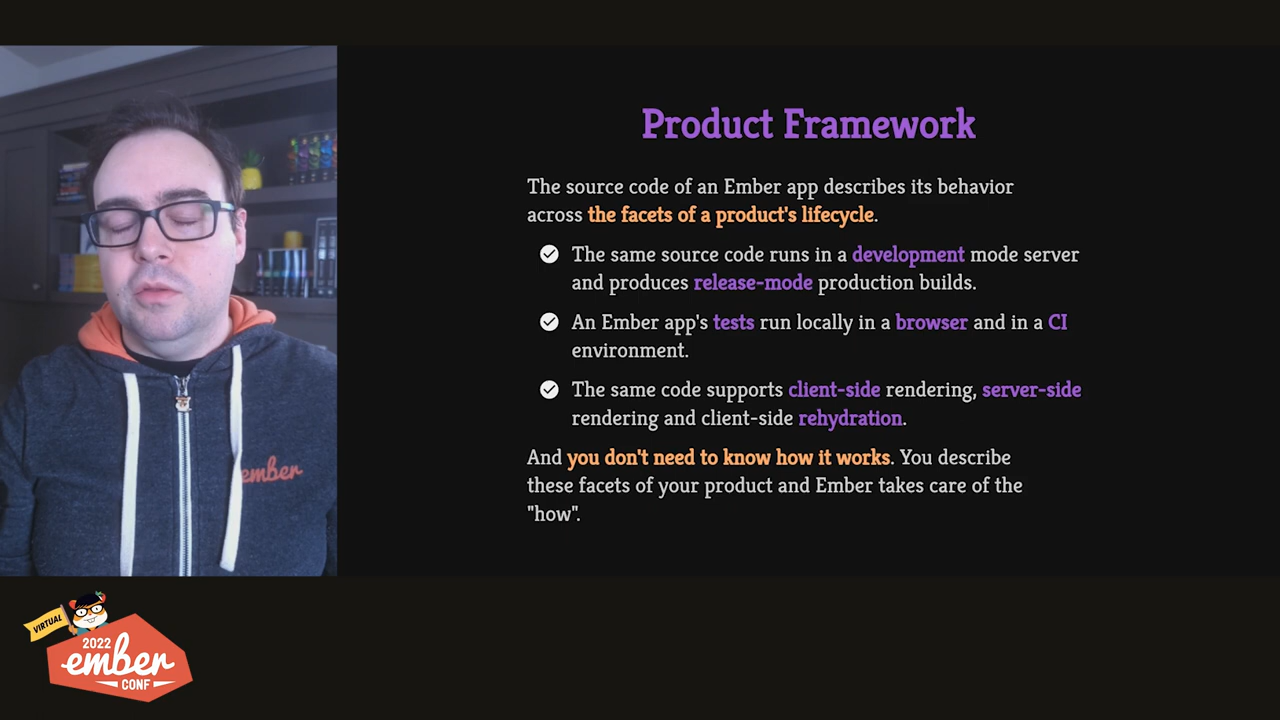 Product Framework
The source code of an Ember app describes its behavior
across the facets of a product's lifecycle.
The same source code runs in a development mode server
and produces release-mode production builds.
An Ember app's tests run locally in a browser and in a CI
environment.
The same code supports client-side rendering, server-side
rendering and client-side rehydration.
And you don't need to know how it works. You describe
these facets of your product and Ember takes care of the
"how".
ember
VIRTUAL
2022
ember
CONF